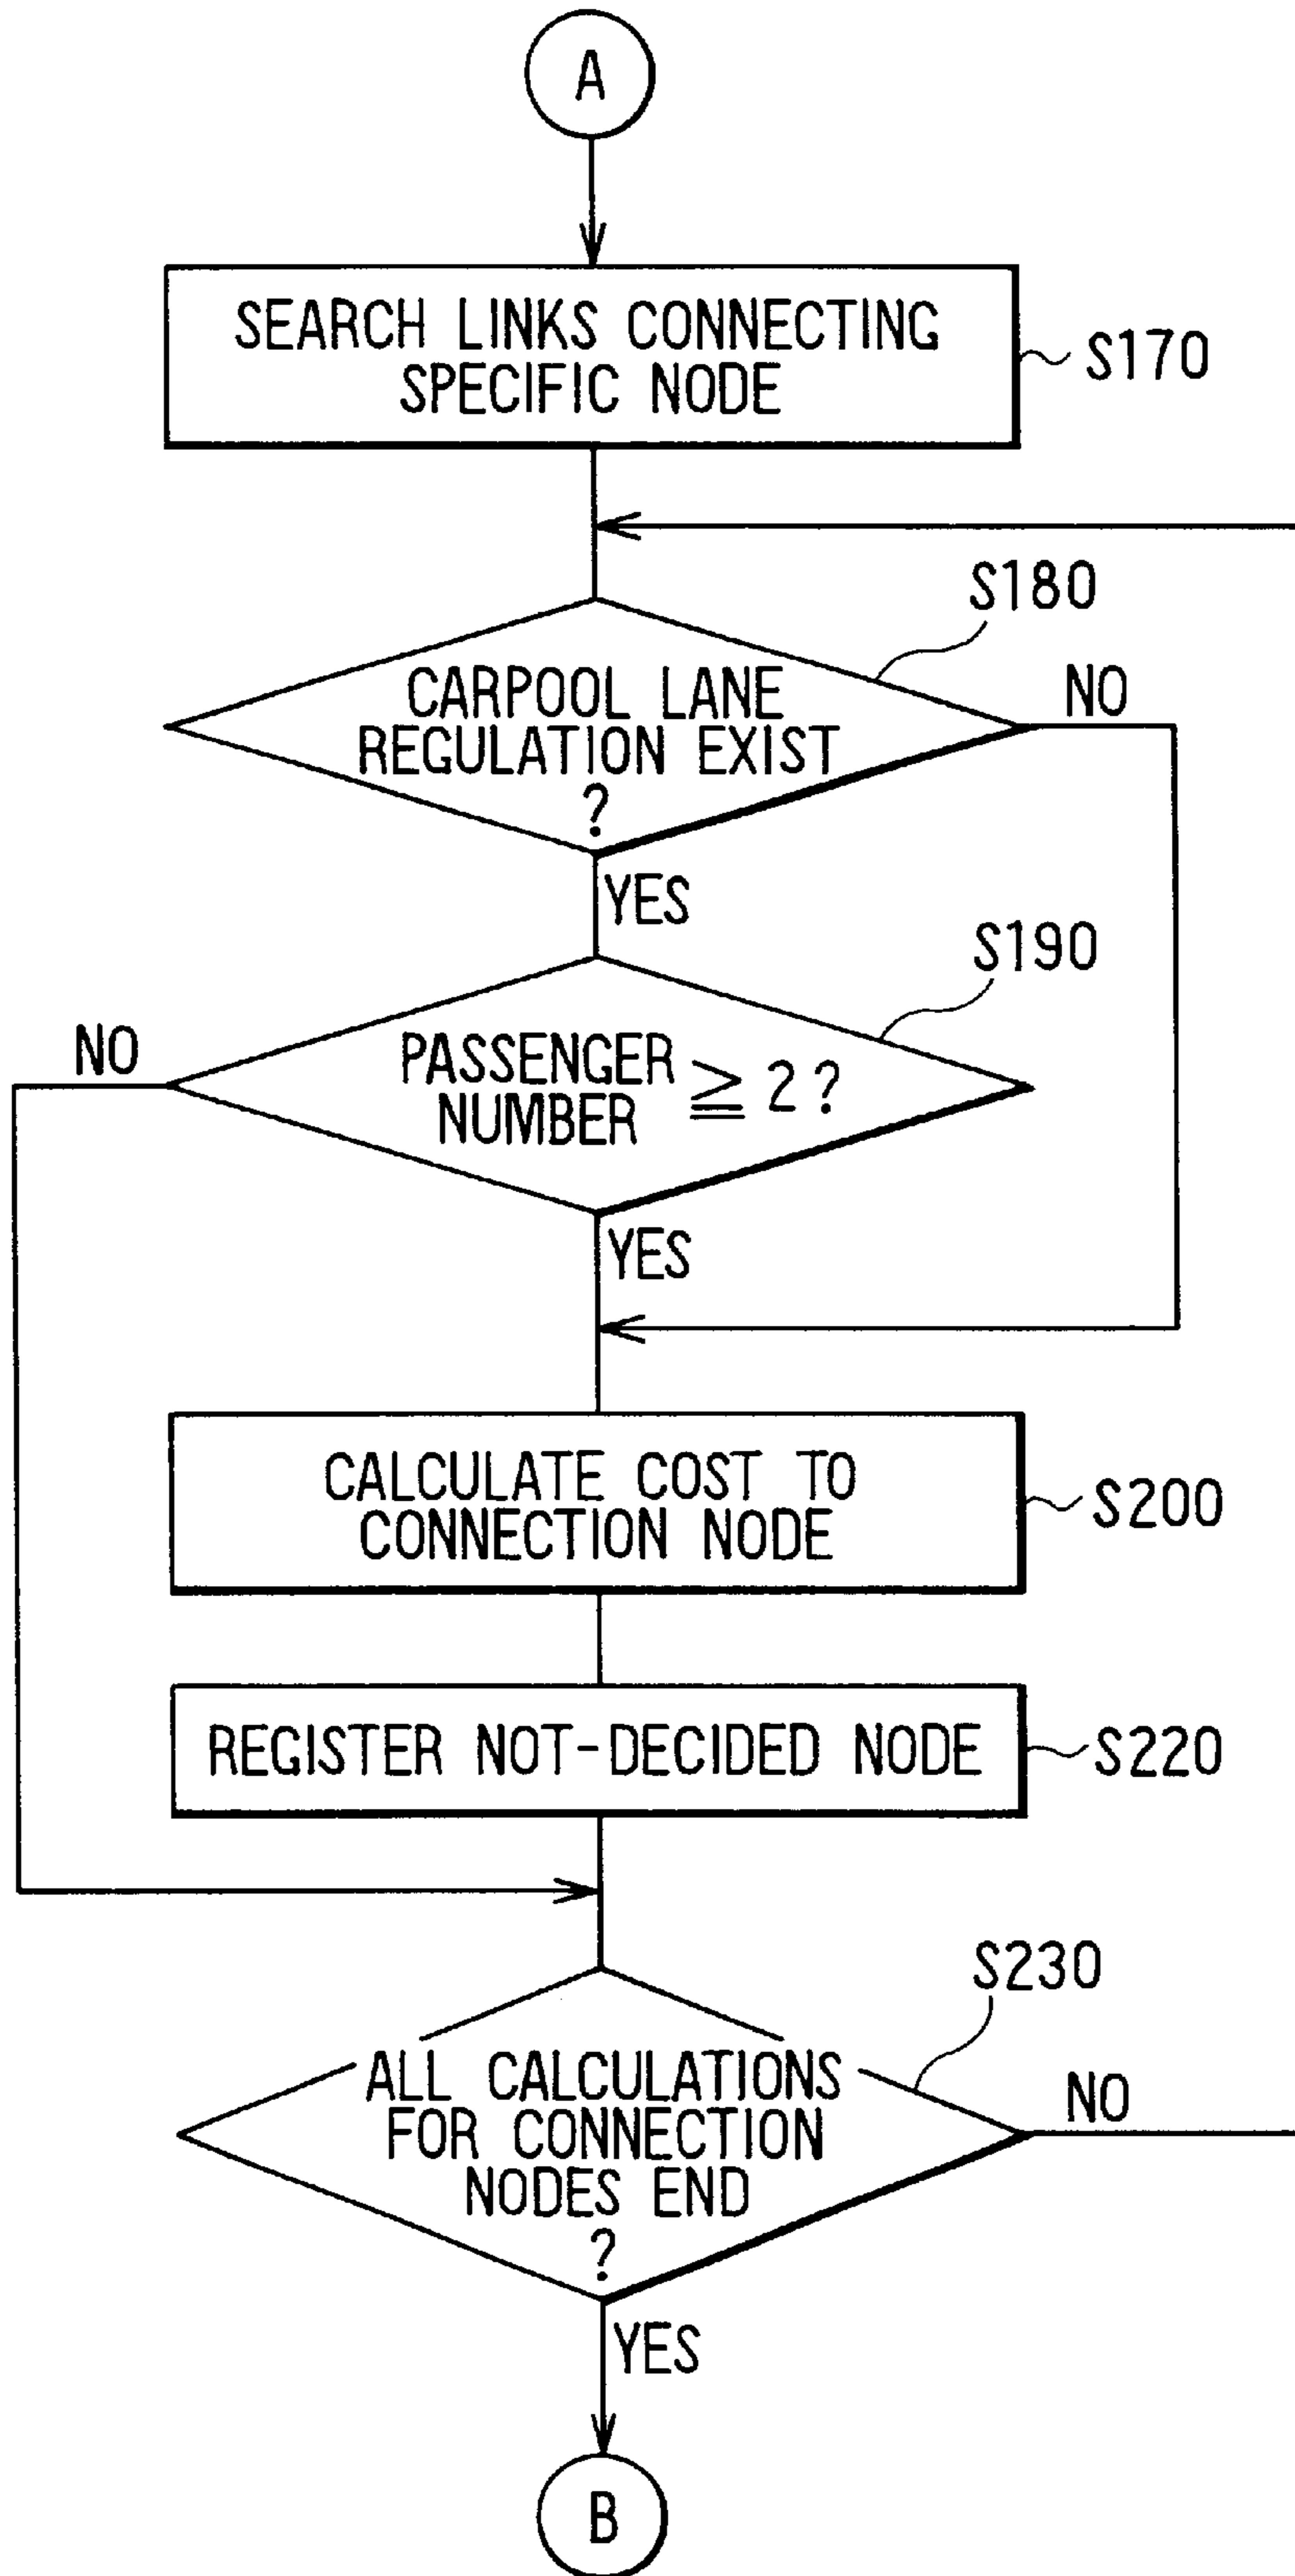 A
SEARCH LINKS CONNECTING
SPECIFIC NODE
S170
S180
CARPOOL LANE
REGULATION EXIST
?
NO
YES
S190
NO
PASSENGER
NUMBER ≧ 2 ?
YES
CALCULATE COST TO
CONNECTION NODE
S200
REGISTER NOT-DECIDED NODE
S220
S230
ALL CALCULATIONS
FOR CONNECTION
NODES END
?
NO
YES
B